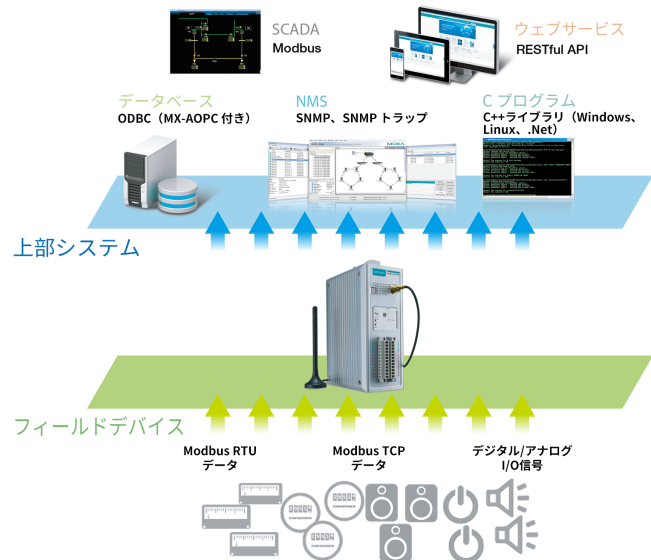 SCADA
Modbus
ウェブサービス
RESTful API
データベース
ODBC（MX-AOPC 付き）
NMS
SNMP、SNMP トラップ
C プログラム
C++ライブラリ（Windows、
Linux、.Net）
MOXA
上部システム
フィールドデバイス
Modbus RTU
データ
Modbus TCP
データ
デジタル/アナログ
I/O信号